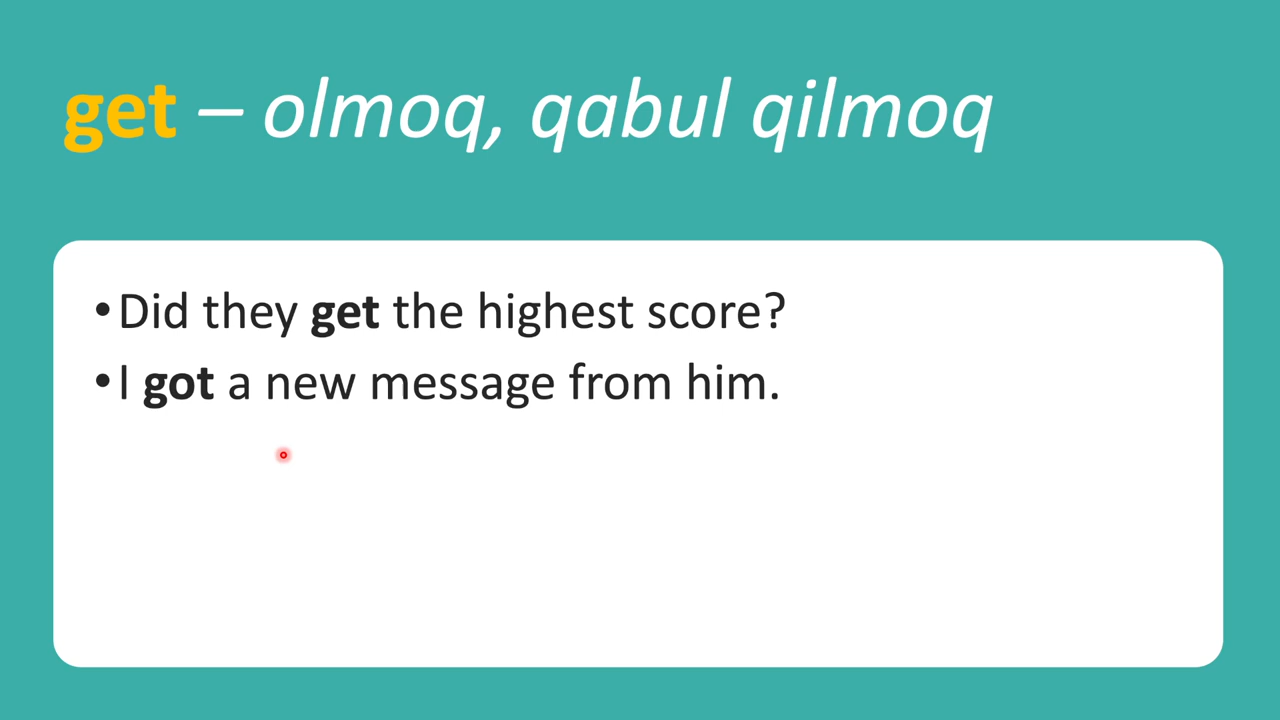 get – olmoq, qabul qilmoq
•Did they get the highest score?
•I got a new message from him.